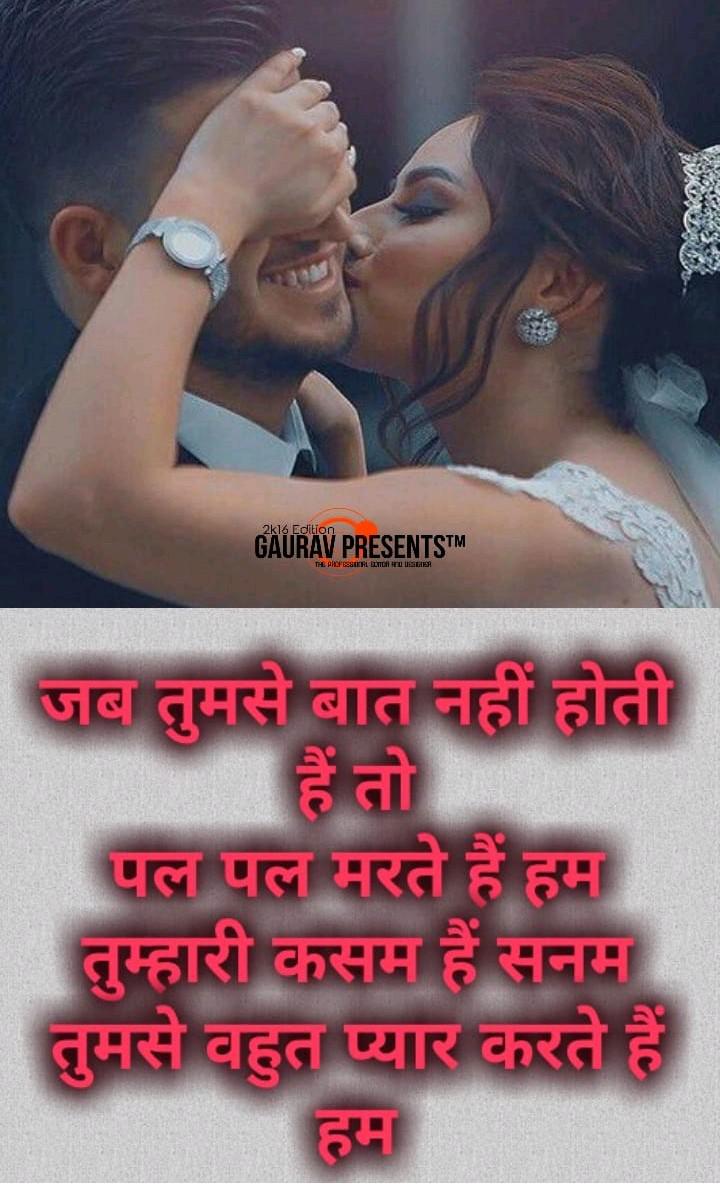 2k16 Edition
GAURAV PRESENTS™
THE PROFESSIONAL EDITOR AND DESIGNER
जब तुमसे बात नहीं होती
हैं तो
पल पल मरते हैं हम
तुम्हारी कसम हैं सनम
तुमसे वहुत प्यार करते हैं
हम